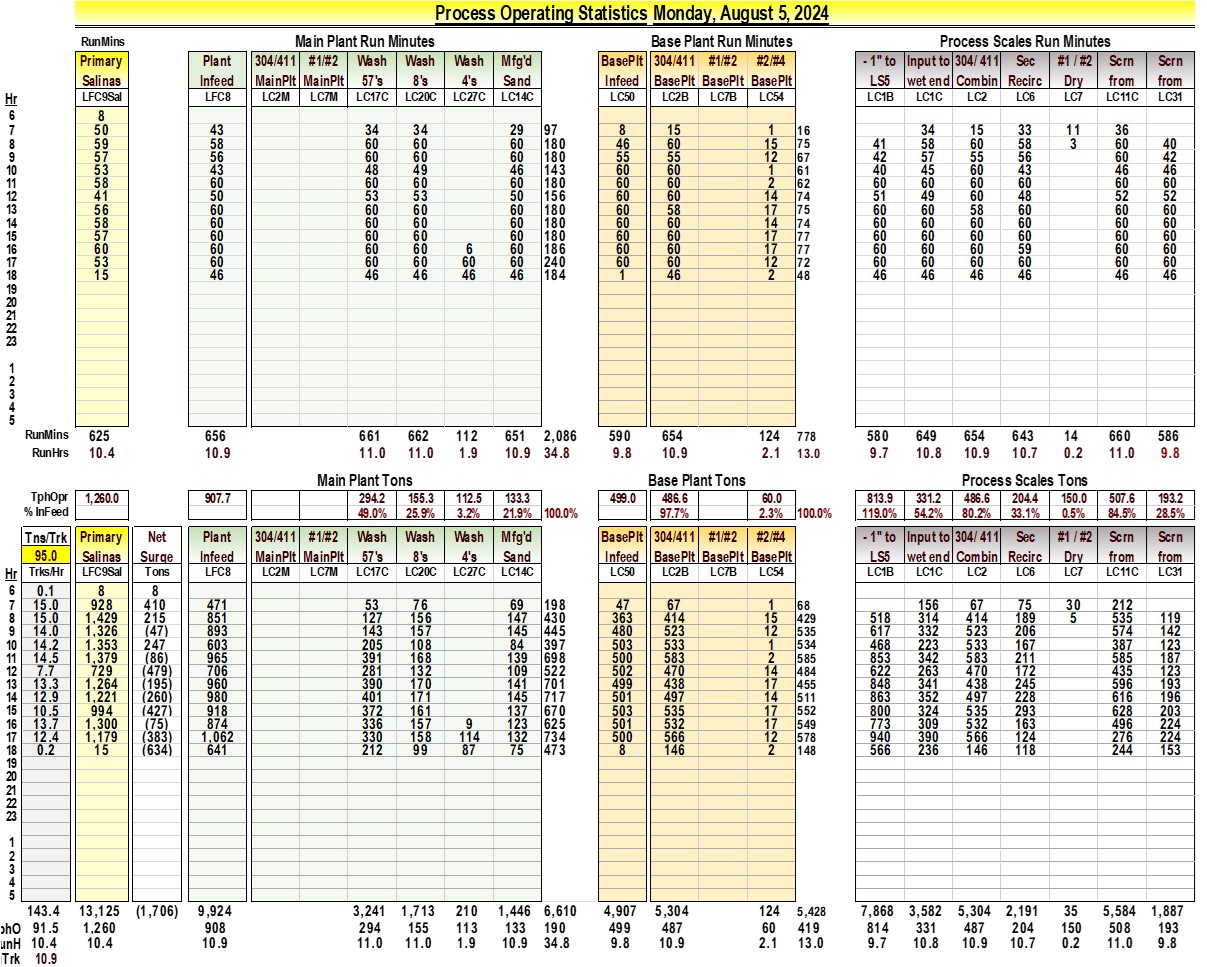 Process Operating Statistics Monday, August 5, 2024
RunMins Main Plant Run Minutes Base Plant Run Minutes Process Scales Run Minutes
Primary Plant 304/411 #1/#2 Wash Wash Wash Mfg'd BasePlt 304/411 #1/#2 #2/#4 - 1" to Input to 304/ 411 Sec #1 / #2 Scrn Scrn
Salinas Infeed MainPlt MainPlt 57's 8's 4's Sand Infeed BasePlt BasePlt BasePlt LS5 wet end Combin Recirc Dry from from
Hr LFC9Sal LFC8 LC2M LC7M LC17C LC20C LC27C LC14C LC50 LC2B LC7B LC54 LC1B LC1C LC2 LC6 LC7 LC11C LC31
6 8
7 50 43 34 34 29 97 8 15 1 16 34 15 33 11 36
8 59 58 60 60 60 180 46 60 15 75 41 58 60 58 3 60 40
9 57 56 60 60 60 180 55 55 12 67 42 57 55 56 60 42
10 53 43 48 49 46 143 60 60 1 61 40 45 60 43 46 46
11 58 60 60 60 60 180 60 60 2 62 60 60 60 60 60 60
12 41 50 53 53 50 156 60 60 14 74 51 49 60 48 52 52
13 56 60 60 60 60 180 60 58 17 75 60 60 58 60 60 60
14 58 60 60 60 60 180 60 60 14 74 60 60 60 60 60 60
15 57 60 60 60 60 180 60 60 17 77 60 60 60 60 60 60
16 60 60 60 60 6 60 186 60 60 17 77 60 60 60 59 60 60
17 53 60 60 60 60 60 240 60 60 12 72 60 60 60 60 60 60
18 15 46 46 46 46 46 184 1 46 2 48 46 46 46 46 46 46
19
20
21
22
23
1
2
3
4
5
RunMins 625 656 661 662 112 651 2,086 590 654 124 778 580 649 654 643 14 660 586
RunHrs 10.4 10.9 11.0 11.0 1.9 10.9 34.8 9.8 10.9 2.1 13.0 9.7 10.8 10.9 10.7 0.2 11.0 9.8
Main Plant Tons Base Plant Tons Process Scales Tons
TphOpr 1,260.0 907.7 294.2 155.3 112.5 133.3 499.0 486.6 60.0 813.9 331.2 486.6 204.4 150.0 507.6 193.2
% InFeed 49.0% 25.9% 3.2% 21.9% 100.0% 97.7% 2.3% 100.0% 119.0% 54.2% 80.2% 33.1% 0.5% 84.5% 28.5%
Tns/Trk Primary Net Plant 304/411 #1/#2 Wash Wash Wash Mfg'd BasePlt 304/411 #1/#2 #2/#4 - 1" to Input to 304/ 411 Sec #1 / #2 Scrn Scrn
95.0 Salinas Surge Infeed MainPlt MainPlt 57's 8's 4's Sand Infeed BasePlt BasePlt BasePlt LS5 wet end Combin Recirc Dry from from
Hr Trks/Hr LFC9Sal Tons LFC8 LC2M LC7M LC17C LC20C LC27C LC14C LC50 LC2B LC7B LC54 LC1B LC1C LC2 LC6 LC7 LC11C LC31
6 0.1 8 8
7 15.0 928 410 471 53 76 69 198 47 67 1 68 156 67 75 30 212
8 15.0 1,429 215 851 127 156 147 430 363 414 15 429 518 314 414 189 5 535 119
9 14.0 1,326 (47) 893 143 157 145 445 480 523 12 535 617 332 523 206 574 142
10 14.2 1,353 247 603 205 108 84 397 503 533 1 534 468 223 533 167 387 123
11 14.5 1,379 (86) 965 391 168 139 698 500 583 2 585 853 342 583 211 585 187
12 7.7 729 (479) 706 281 132 109 522 502 470 14 484 622 263 470 172 435 123
13 13.3 1,264 (195) 960 390 170 141 701 499 438 17 455 848 341 438 245 596 193
14 12.9 1,221 (260) 980 401 171 145 717 501 497 14 511 863 352 497 228 616 196
15 10.5 994 (427) 918 372 161 137 670 503 535 17 552 800 324 535 293 628 203
16 13.7 1,300 (75) 874 336 157 9 123 625 501 532 17 549 773 309 532 163 496 224
17 12.4 1,179 (383) 1,062 330 158 114 132 734 500 566 12 578 940 390 566 124 276 224
18 0.2 15 (634) 641 212 99 87 75 473 8 146 2 148 566 236 146 118 244 153
19
20
21
22
23
1
2
3
4
5
143.4 13,125 (1,706) 9,924 3,241 1,713 210 1,446 6,610 4,907 5,304 124 5,428 7,868 3,582 5,304 2,191 35 5,584 1,887
phO 91.5 1,260 908 294 155 113 133 190 499 487 60 419 814 331 487 204 150 508 193
unH 10.4 10.4 10.9 11.0 11.0 1.9 10.9 34.8 9.8 10.9 2.1 13.0 9.7 10.8 10.9 10.7 0.2 11.0 9.8
Trk 10.9